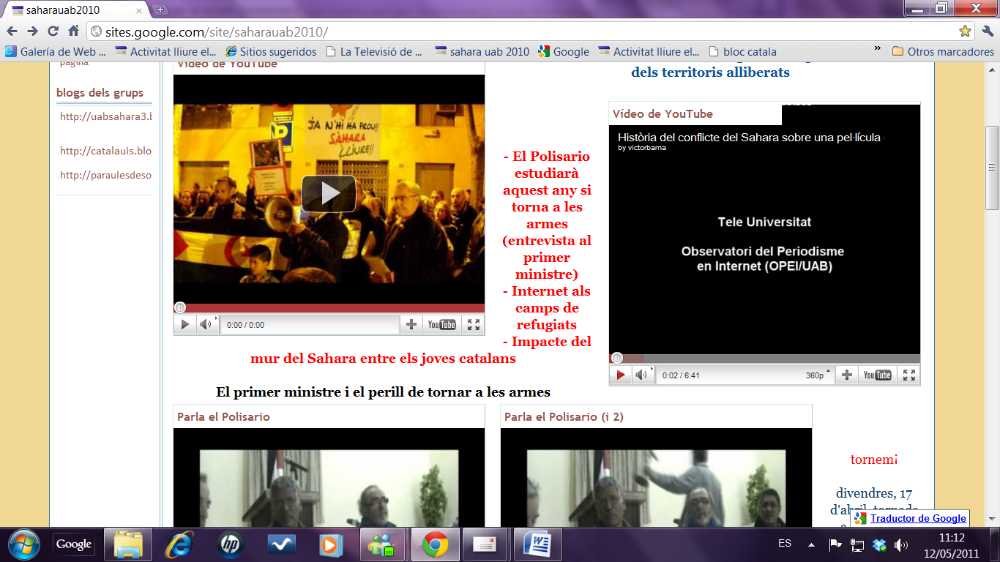 saharauab2010
sites.google.com/site/saharauab2010/
Galería de Web ...
Activitat lliure el...
Sitios sugeridos
La Televisió de ...
sahara uab 2010
Google
Activitat lliure el...
bloc catala
»
Otros marcadores
pàgina
blogs dels grups
http://uabsahara3.b
http://catalauis.blo
http://paraulesdeso
Vídeo de YouTube
JA N'HI HA PROU!!
SÀHARA
LLIURE!!
0:00 / 0:00
YouTube
- El Polisario
estudiarà
aquest any si
torna a les
armes
(entrevista al
primer
ministre)
- Internet als
camps de
refugiats
- Impacte del
mur del Sahara entre els joves catalans
dels territoris alliberats
Vídeo de YouTube
Història del conflicte del Sahara sobre una pel·lícula
by victorbarna
Tele Universitat
Observatori del Periodisme
en Internet (OPEI/UAB)
0:02 / 6:41
360p
YouTube
El primer ministre i el perill de tornar a les armes
Parla el Polisario
Parla el Polisario (i 2)
tornem¡
divendres, 17
d'abril, tornada
Traductor de Google
Google
hp
ES
11:12
12/05/2011